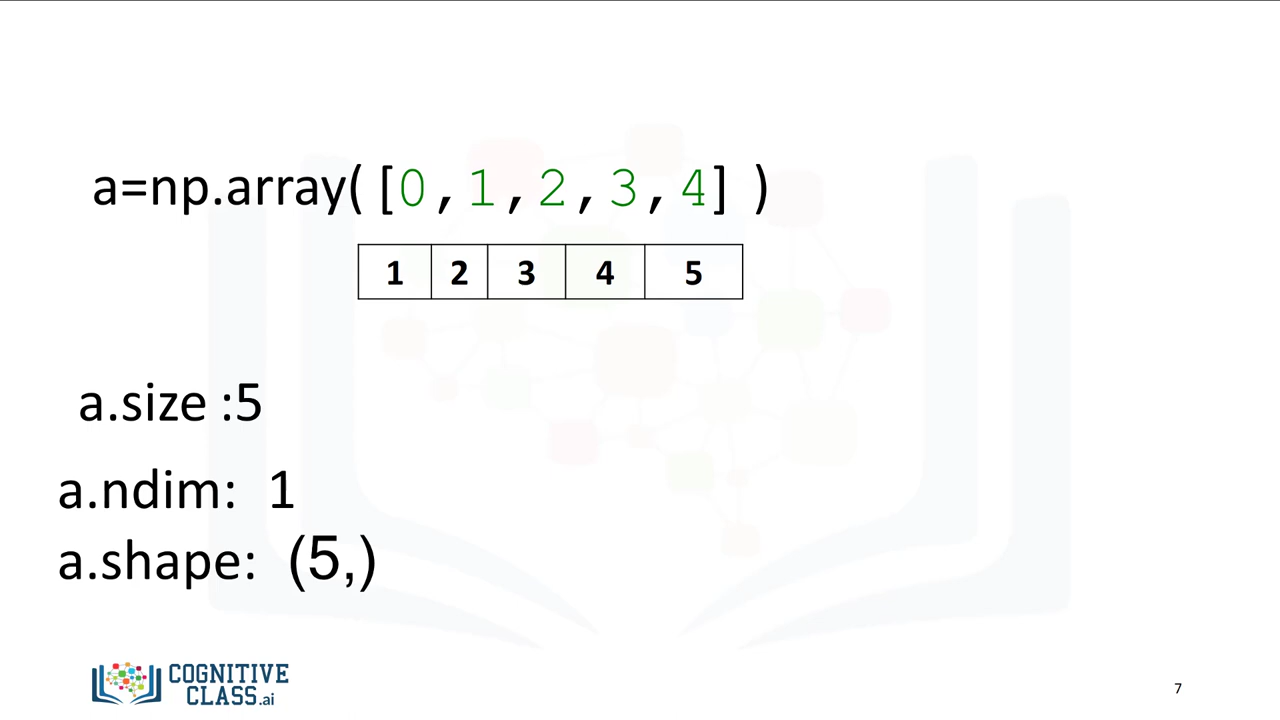 a=np.array( [0,1,2,3,4] )
1 2 3 4 5
a.size :5
a.ndim: 1
a.shape: (5,)
COGNITIVE
CLASS.ai
7